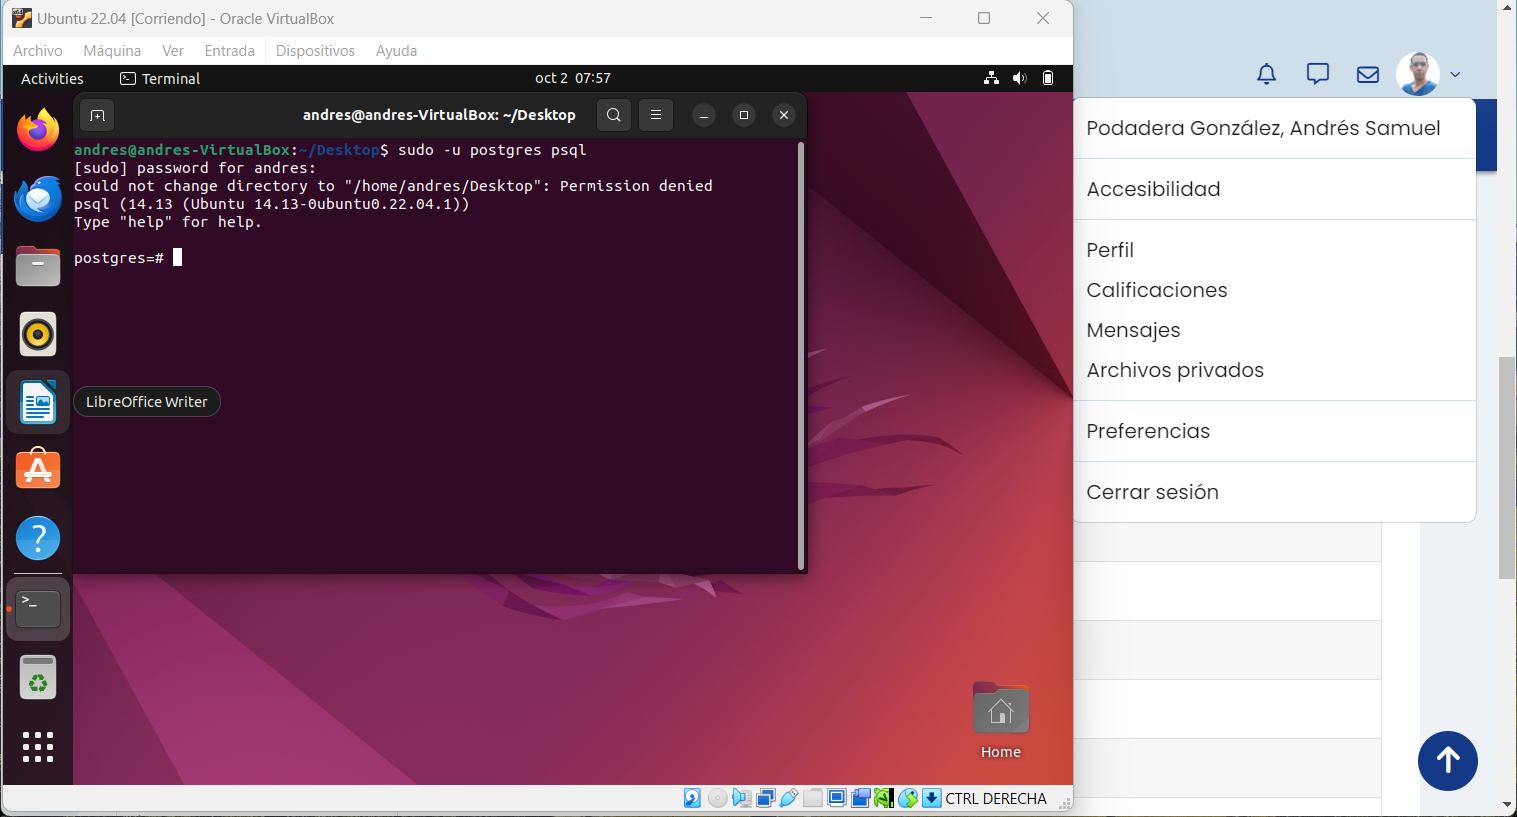 Ubuntu 22.04 [Corriendo] - Oracle VirtualBox
Archivo Máquina Ver Entrada Dispositivos Ayuda
Activities Terminal oct 2 07:57
andres@andres-VirtualBox: ~/Desktop
andres@andres-VirtualBox:~/Desktop$ sudo -u postgres psql
[sudo] password for andres:
could not change directory to "/home/andres/Desktop": Permission denied
psql (14.13 (Ubuntu 14.13-0ubuntu0.22.04.1))
Type "help" for help.
postgres=#
LibreOffice Writer
Home
CTRL DERECHA
Podadera González, Andrés Samuel
Accesibilidad
Perfil
Calificaciones
Mensajes
Archivos privados
Preferencias
Cerrar sesión